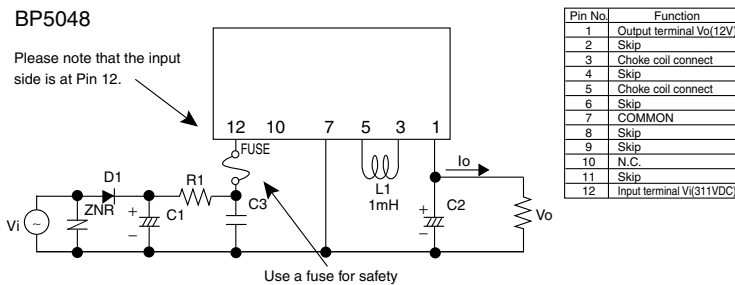 BP5048
Please note that the input
side is at Pin 12.
12 10 7 5 3 1
FUSE
Io
D1
R1
L1
1mH
ZNR
+
C1
−
C3
+
C2
−
Vi
~
Vo
Use a fuse for safety
Pin No. Function
1 Output terminal Vo(12V)
2 Skip
3 Choke coil connect
4 Skip
5 Choke coil connect
6 Skip
7 COMMON
8 Skip
9 Skip
10 N.C.
11 Skip
12 Input terminal Vi(311VDC)